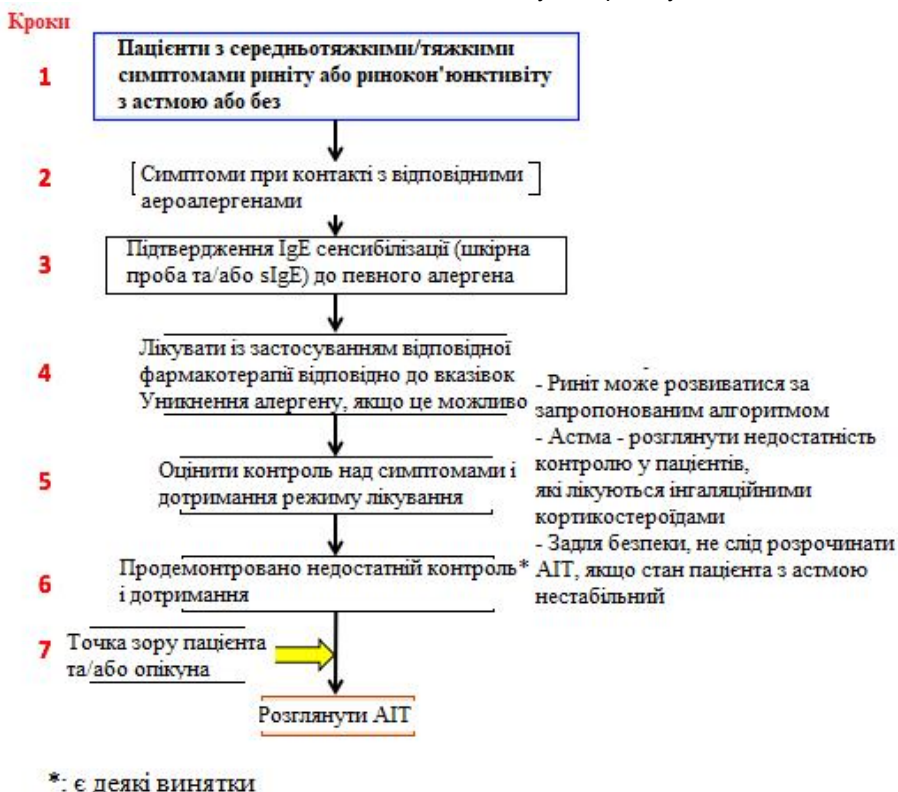 Кроки
1
Пацієнти з середньотяжкими/тяжкими
симптомами риніту або ринокон'юнктивіту
з астмою або без
2
Симптоми при контакті з відповідними
аероалергенами
3
Підтвердження IgE сенсибілізації (шкірна
проба та/або sIgE) до певного алергена
4
Лікувати із застосуванням відповідної
фармакотерапії відповідно до вказівок
Уникнення алергену, якщо це можливо
5
Оцінити контроль над симптомами і
дотримання режиму лікування
6
Продемонтровано недостатній контроль*
і дотримання
- Риніт може розвиватися за
запропонованим алгоритмом
- Астма - розглянути недостатність
контролю у пацієнтів,
які лікуються інгаляційними
кортикостероїдами
- Задля безпеки, не слід розрочинати
АІТ, якщо стан пацієнта з астмою
нестабільний
7
Точка зору пацієнта
та/або опікуна
Розглянути АІТ
*: є деякі винятки